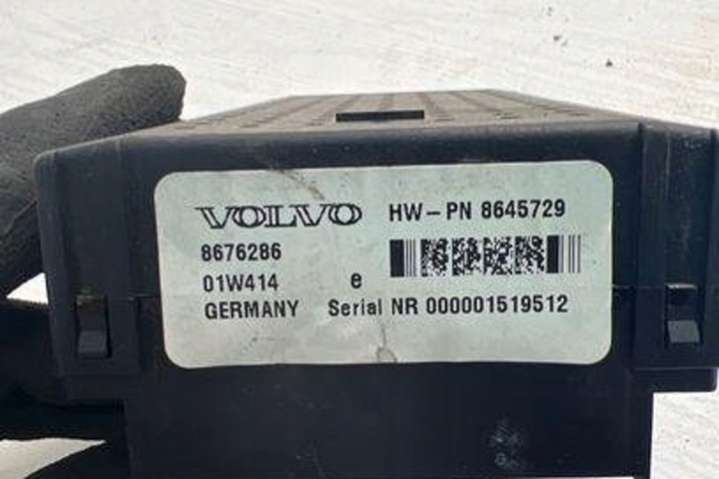 VOLVO HW-PN 8645729
8676286
01W414 e
GERMANY Serial NR 000001519512